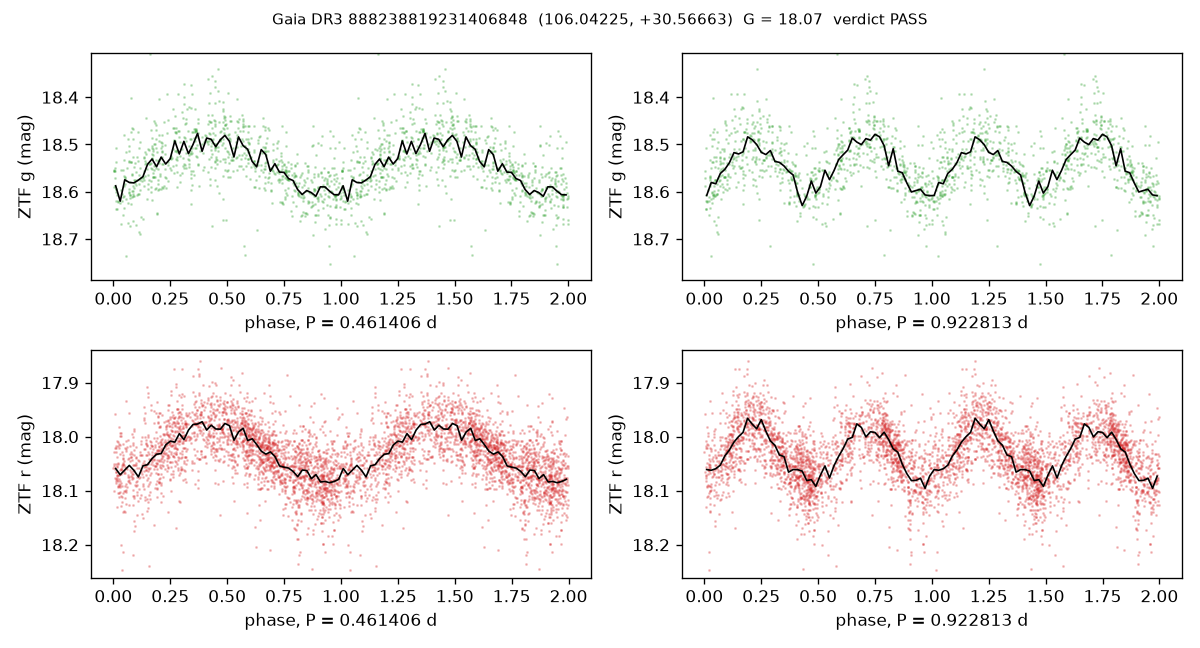 Gaia DR3 888238819231406848 (106.04225, +30.56663) G = 18.07 verdict PASS
ZTF g (mag)
18.4
18.5
18.6
18.7
0.00 0.25 0.50 0.75 1.00 1.25 1.50 1.75 2.00
phase, P = 0.461406 d
ZTF g (mag)
18.4
18.5
18.6
18.7
0.00 0.25 0.50 0.75 1.00 1.25 1.50 1.75 2.00
phase, P = 0.922813 d
ZTF r (mag)
17.9
18.0
18.1
18.2
0.00 0.25 0.50 0.75 1.00 1.25 1.50 1.75 2.00
phase, P = 0.461406 d
ZTF r (mag)
17.9
18.0
18.1
18.2
0.00 0.25 0.50 0.75 1.00 1.25 1.50 1.75 2.00
phase, P = 0.922813 d